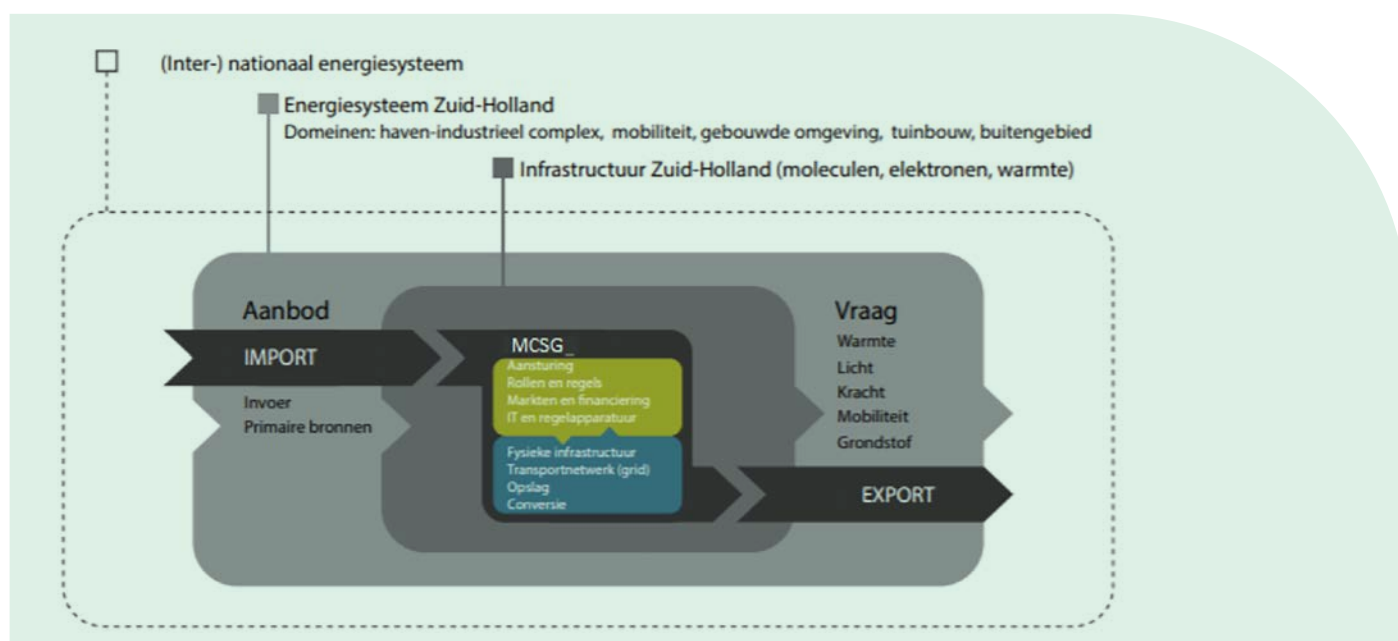 (Inter-) nationaal energiesysteem
Energiesysteem Zuid-Holland
Domeinen: haven-industrieel complex, mobiliteit, gebouwde omgeving, tuinbouw, buitengebied
Infrastructuur Zuid-Holland (moleculen, elektronen, warmte)
Aanbod
IMPORT
Invoer
Primaire bronnen
MCSG_
Aansturing
Rollen en regels
Markten en financiering
IT en regelapparatuur
Fysieke infrastructuur
Transportnetwerk (grid)
Opslag
Conversie
Vraag
Warmte
Licht
Kracht
Mobiliteit
Grondstof
EXPORT